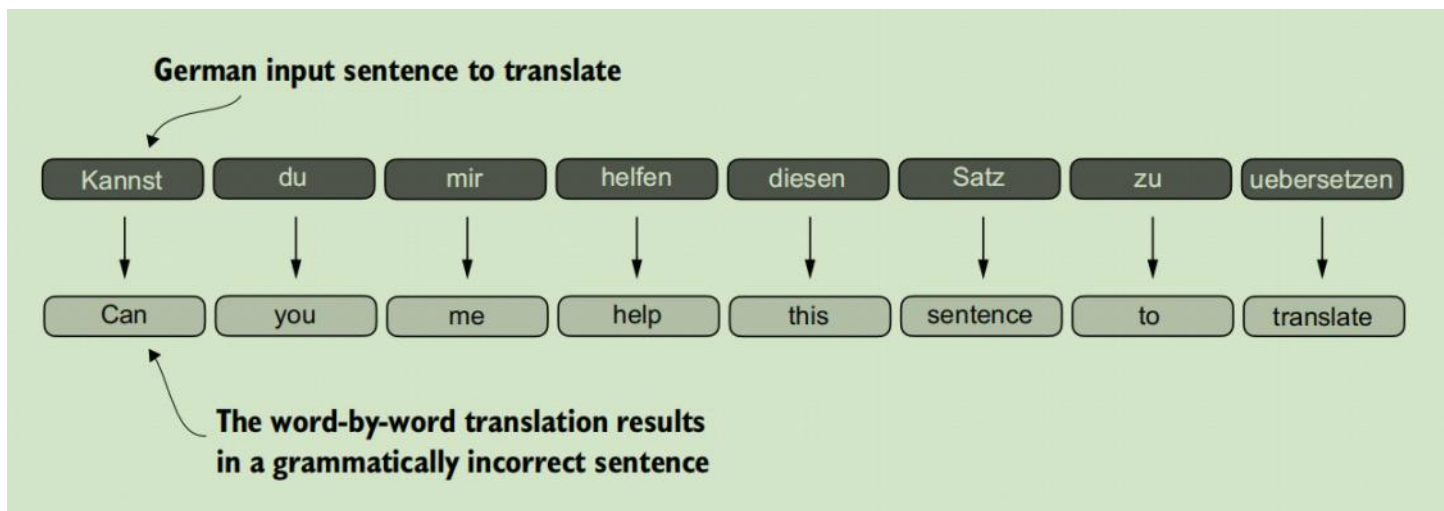 German input sentence to translate
Kannst du mir helfen diesen Satz zu uebersetzen
Can you me help this sentence to translate
The word-by-word translation results
in a grammatically incorrect sentence